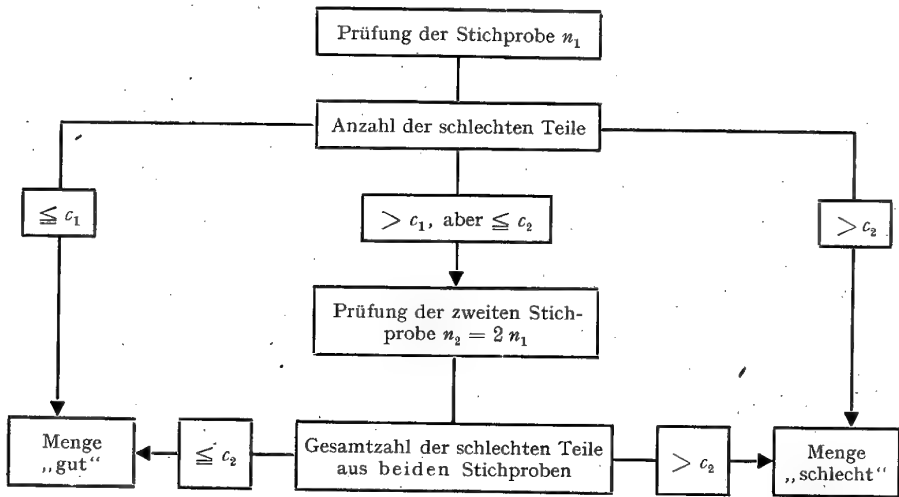 Prüfung der Stichprobe n₁
Anzahl der schlechten Teile
≦ c₁
> c₁, aber ≦ c₂
> c₂
Prüfung der zweiten Stich-
probe n₂ = 2 n₁
Menge
„gut“
≦ c₂
Gesamtzahl der schlechten Teile
aus beiden Stichproben
> c₂
Menge
„schlecht“